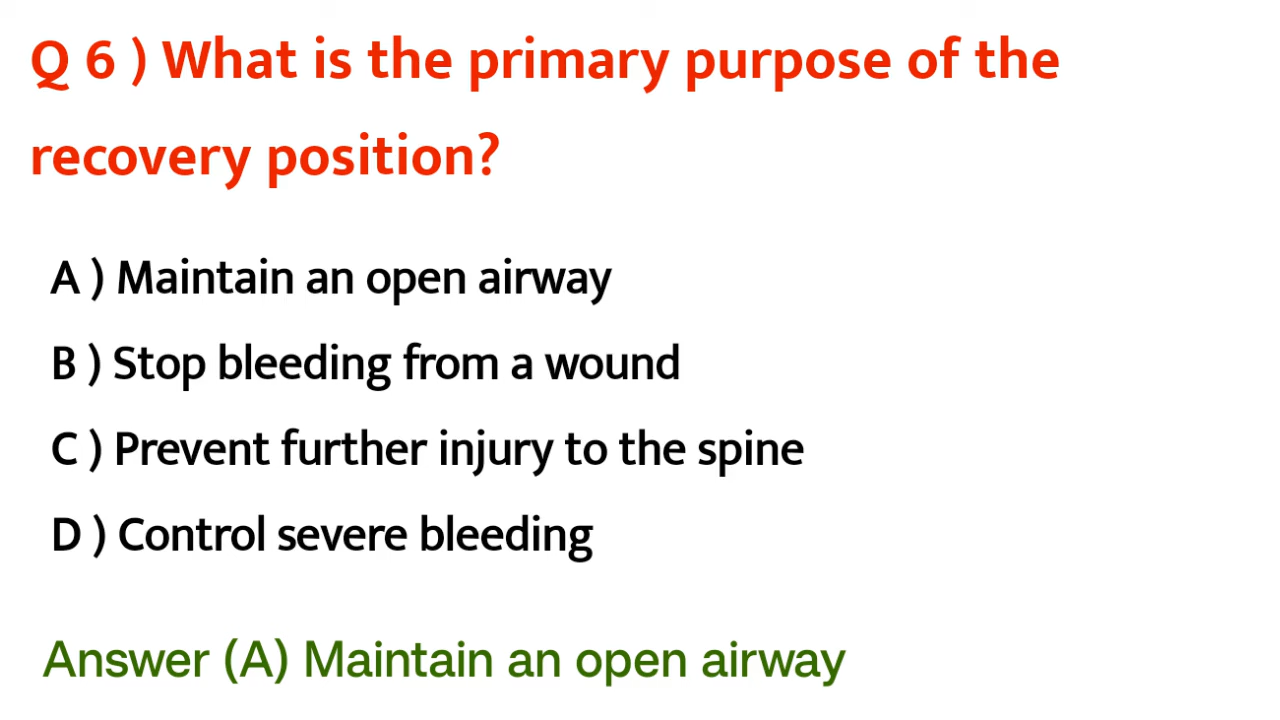 Q 6 ) What is the primary purpose of the
recovery position?
A ) Maintain an open airway
B ) Stop bleeding from a wound
C ) Prevent further injury to the spine
D ) Control severe bleeding
Answer (A) Maintain an open airway